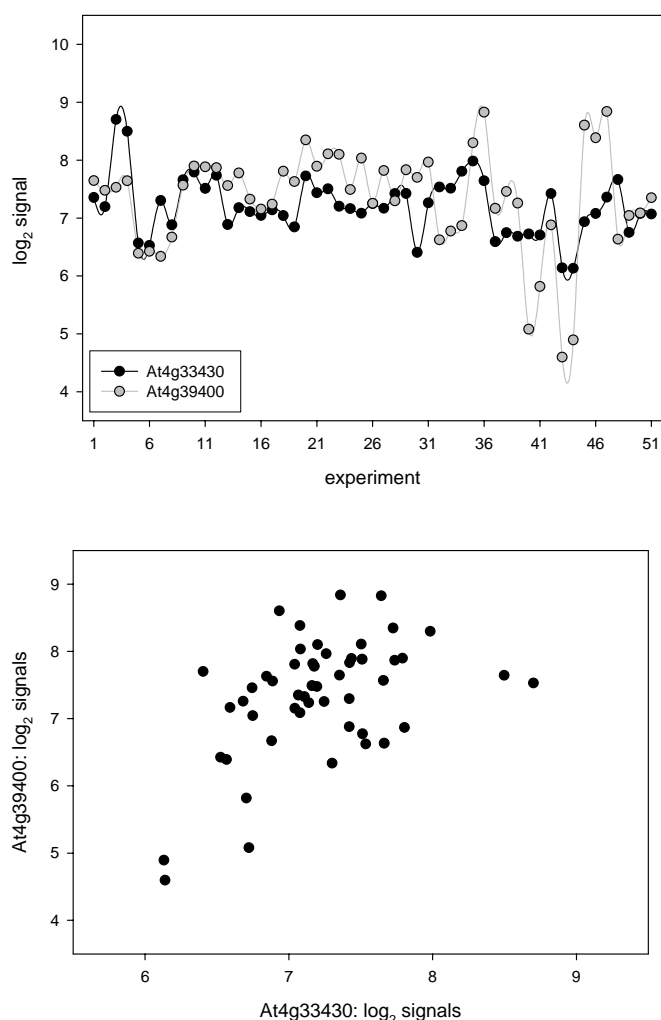 10
9
8
7
6
5
4
log₂ signal
At4g33430
At4g39400
1 6 11 16 21 26 31 36 41 46 51
experiment
9
8
7
6
5
4
At4g39400: log₂ signals
6 7 8 9
At4g33430: log₂ signals